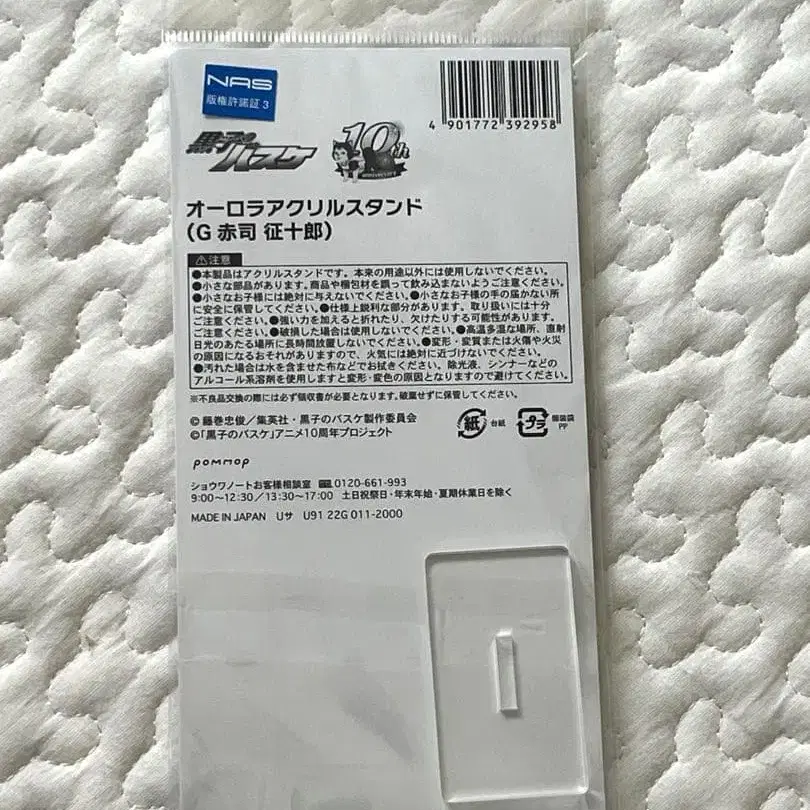 NAS
版権許諾証3
4 901772 392958
黒子のバスケ
10th
ANNIVERSARY
オーロラアクリルスタンド
(G 赤司 征十郎)
⚠注意
●本製品はアクリルスタンドです。本来の用途以外には使用しないでください。
●小さな部品があります。商品や梱包材を誤って飲み込まないようご注意ください。
●小さなお子様には絶対に与えないでください。●小さなお子様の手の届かない所
に安全に保管してください。●仕様上鋭利な部分があります。取り扱いには十分
ご注意ください。●強い力を加えると折れたり、欠けたりする可能性があります。
ご注意ください。●破損した場合は使用しないでください。●高温多湿な場所、直射
日光のあたる場所に長時間放置しないでください。●変形・変質または火傷や火災
の原因になるおそれがありますので、火気には絶対に近づけないでください。
●汚れた場合は水を含ませた布などでお拭きください。除光液、シンナーなどの
アルコール系溶剤を使用しますと変形・変色の原因となりますので避けてください。
※不良品交換の際には必ず領収書が必要となります。破棄せずに保管してください。
©藤巻忠俊／集英社・黒子のバスケ製作委員会
©「黒子のバスケ」アニメ10周年プロジェクト
紙 台紙
プラ 個装袋
PP
pommop
ショウワノートお客様相談室 0120-661-993
9:00〜12:30／13:30〜17:00 土日祝祭日・年末年始・夏期休業日を除く
MADE IN JAPAN Uサ U91 22G 011-2000